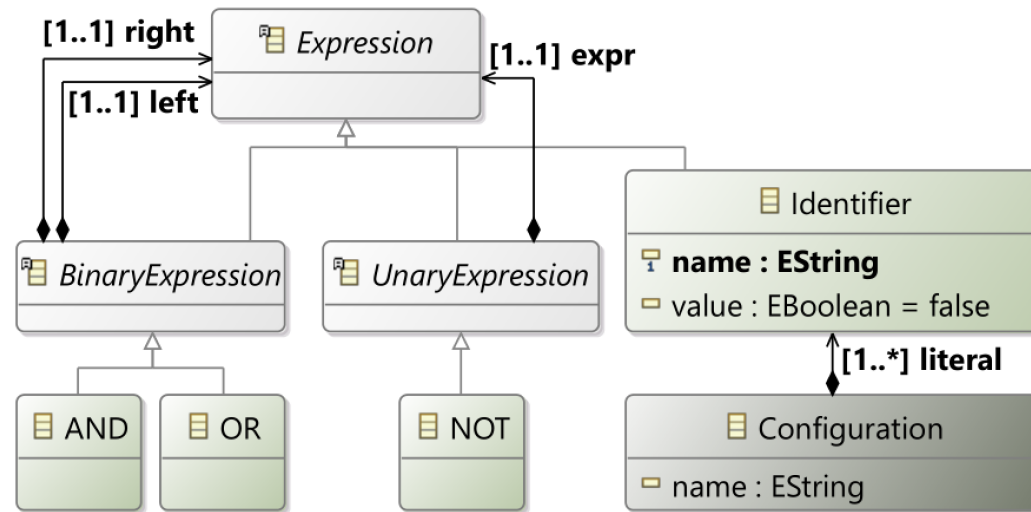 [1..1] right
Expression
[1..1] expr
[1..1] left
Identifier
name : EString
value : EBoolean = false
BinaryExpression
UnaryExpression
[1..*] literal
AND
OR
NOT
Configuration
name : EString